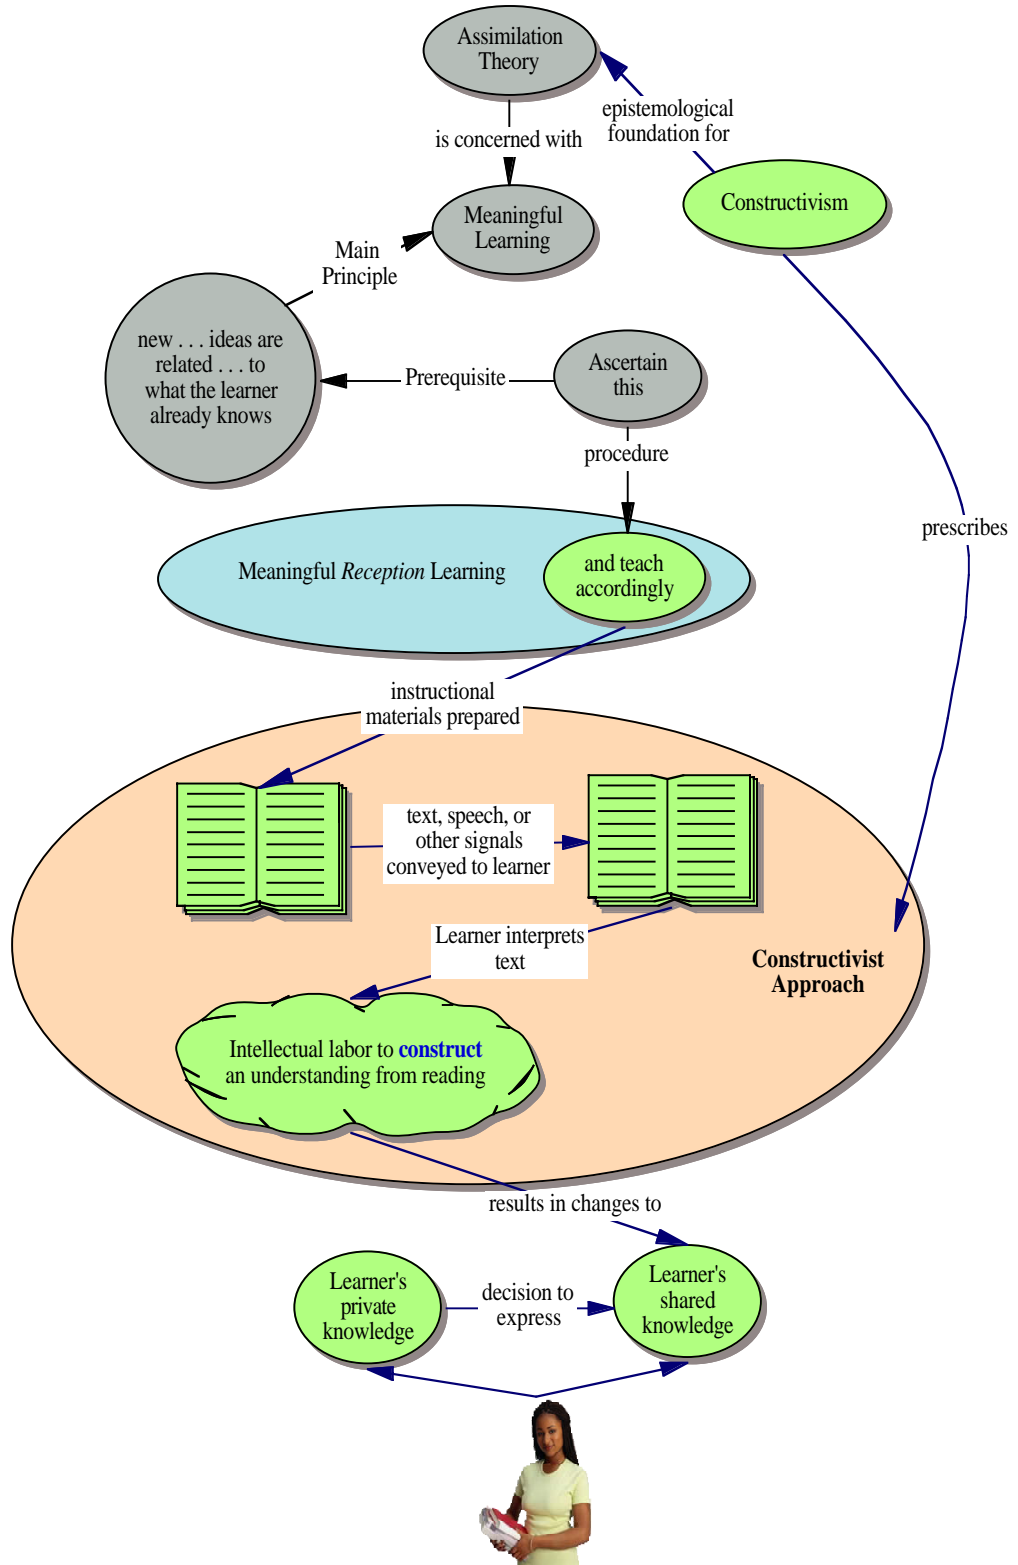 Assimilation
Theory
epistemological
foundation for
is concerned with
Constructivism
Meaningful
Learning
Main
Principle
new . . . ideas are
related . . . to
what the learner
already knows
Prerequisite
Ascertain
this
procedure
prescribes
Meaningful Reception Learning
and teach
accordingly
instructional
materials prepared
text, speech, or
other signals
conveyed to learner
Learner interprets
text
Constructivist
Approach
Intellectual labor to construct
an understanding from reading
results in changes to
Learner's
private
knowledge
decision to
express
Learner's
shared
knowledge